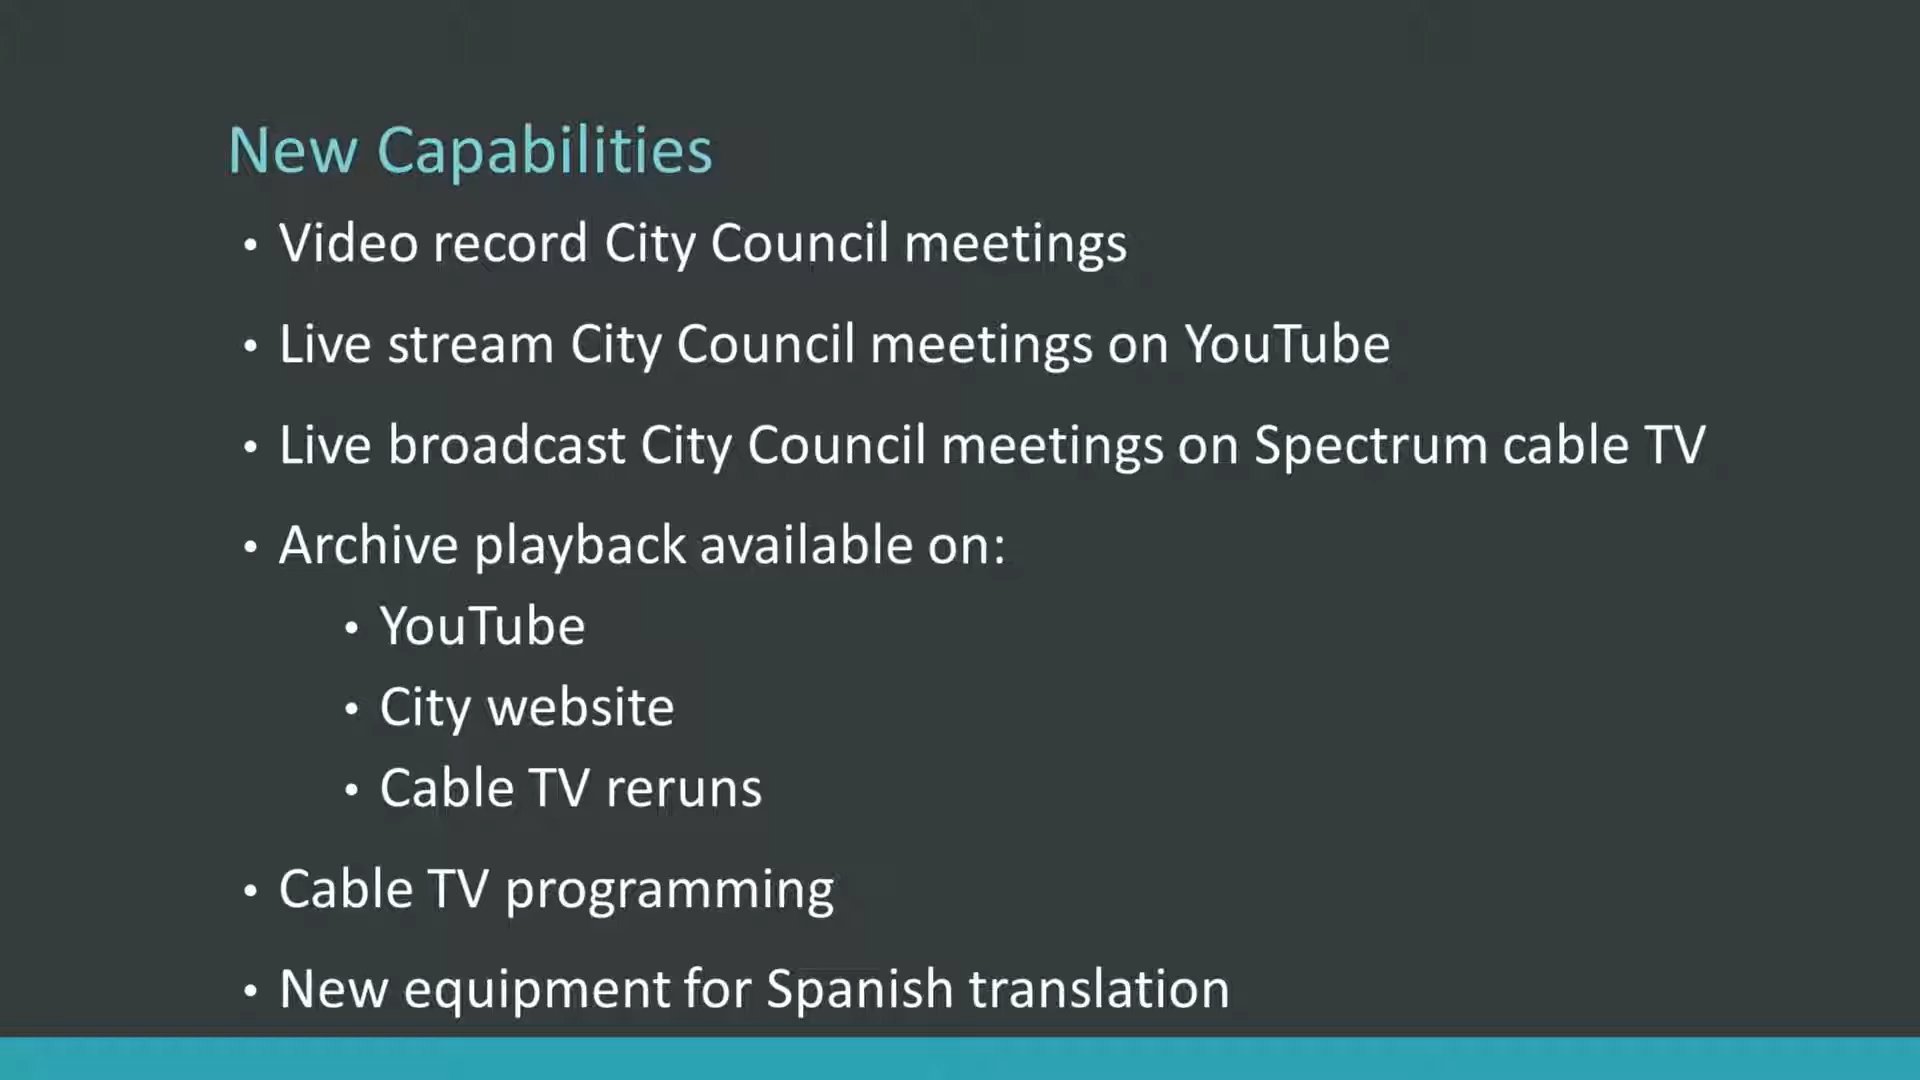 New Capabilities
• Video record City Council meetings
• Live stream City Council meetings on YouTube
• Live broadcast City Council meetings on Spectrum cable TV
• Archive playback available on:
• YouTube
• City website
• Cable TV reruns
• Cable TV programming
• New equipment for Spanish translation